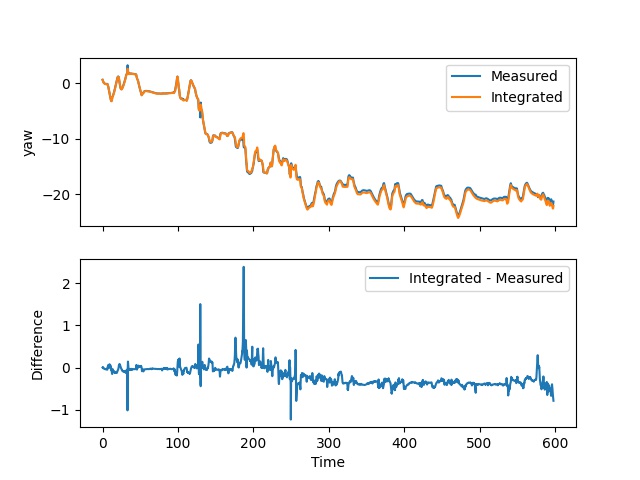 0
−10
−20
yaw
Measured
Integrated
2
1
0
−1
Difference
Integrated - Measured
0 100 200 300 400 500 600
Time